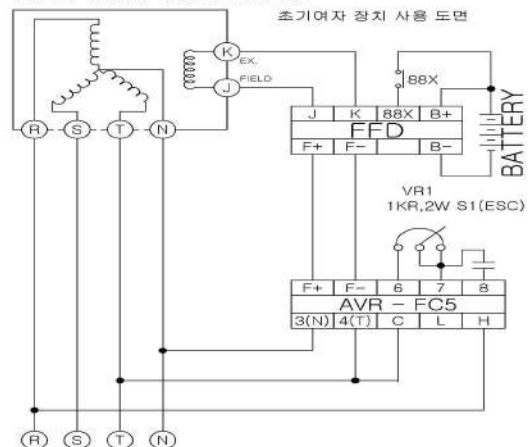 초기여자 장치 사용 도면
K
EX.
J
FIELD
88X
R S T N
J K 88X B+
FFD
F+ F- B-
BATTERY
VR1
1KR,2W S1(ESC)
F+ F- 6 7 8
AVR - FC5
3(N) 4(T) C L H
R S T N